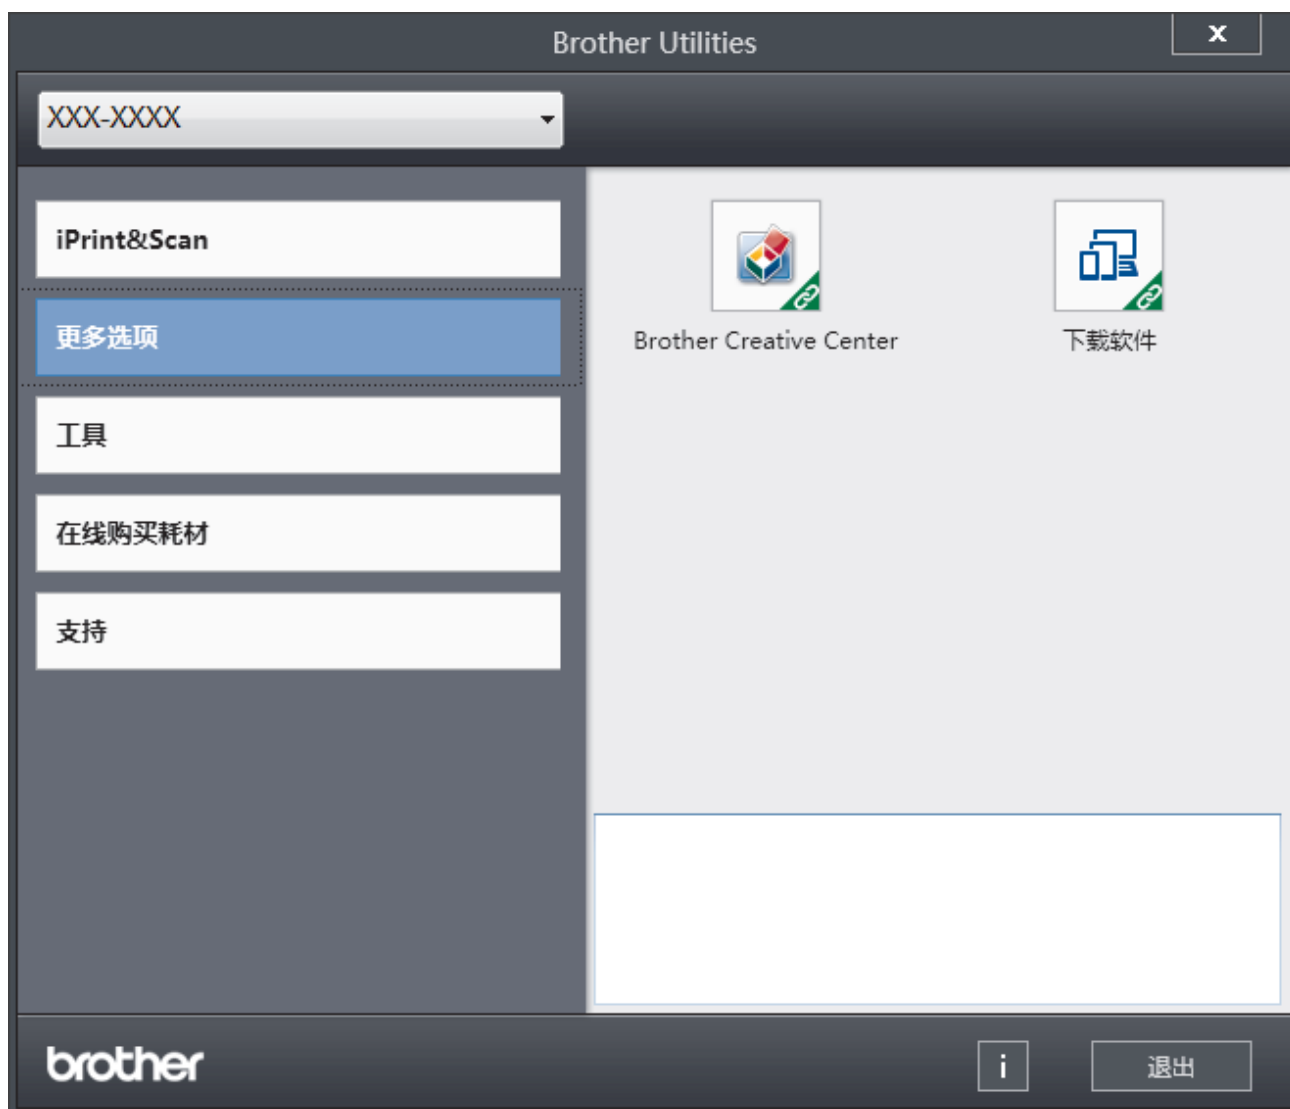 Brother Utilities
x
XXX-XXXX
iPrint&Scan
更多选项
工具
在线购买耗材
支持
Brother Creative Center
下载软件
brother
i
退出